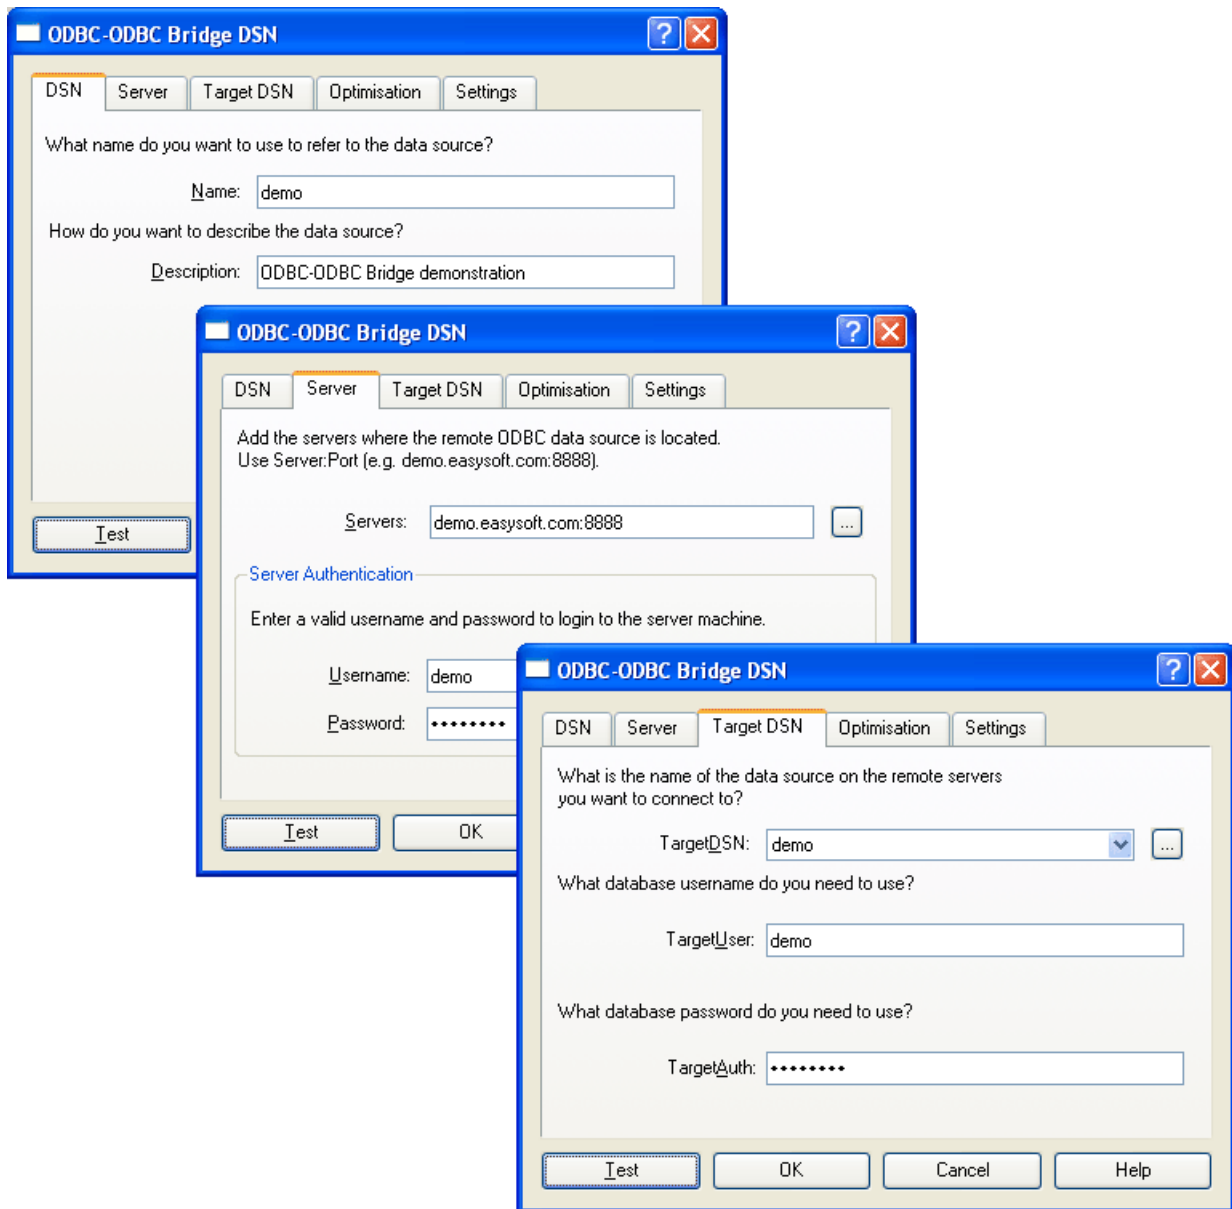 ODBC-ODBC Bridge DSN
DSN Server Target DSN Optimisation Settings
What name do you want to use to refer to the data source?
Name: demo
How do you want to describe the data source?
Description: ODBC-ODBC Bridge demonstration
Test
ODBC-ODBC Bridge DSN
DSN Server Target DSN Optimisation Settings
Add the servers where the remote ODBC data source is located.
Use Server:Port (e.g. demo.easysoft.com:8888).
Servers: demo.easysoft.com:8888 ...
Server Authentication
Enter a valid username and password to login to the server machine.
Username: demo
Password: ••••••••
Test OK
ODBC-ODBC Bridge DSN
DSN Server Target DSN Optimisation Settings
What is the name of the data source on the remote servers
you want to connect to?
TargetDSN: demo ...
What database username do you need to use?
TargetUser: demo
What database password do you need to use?
TargetAuth: ••••••••
Test OK Cancel Help